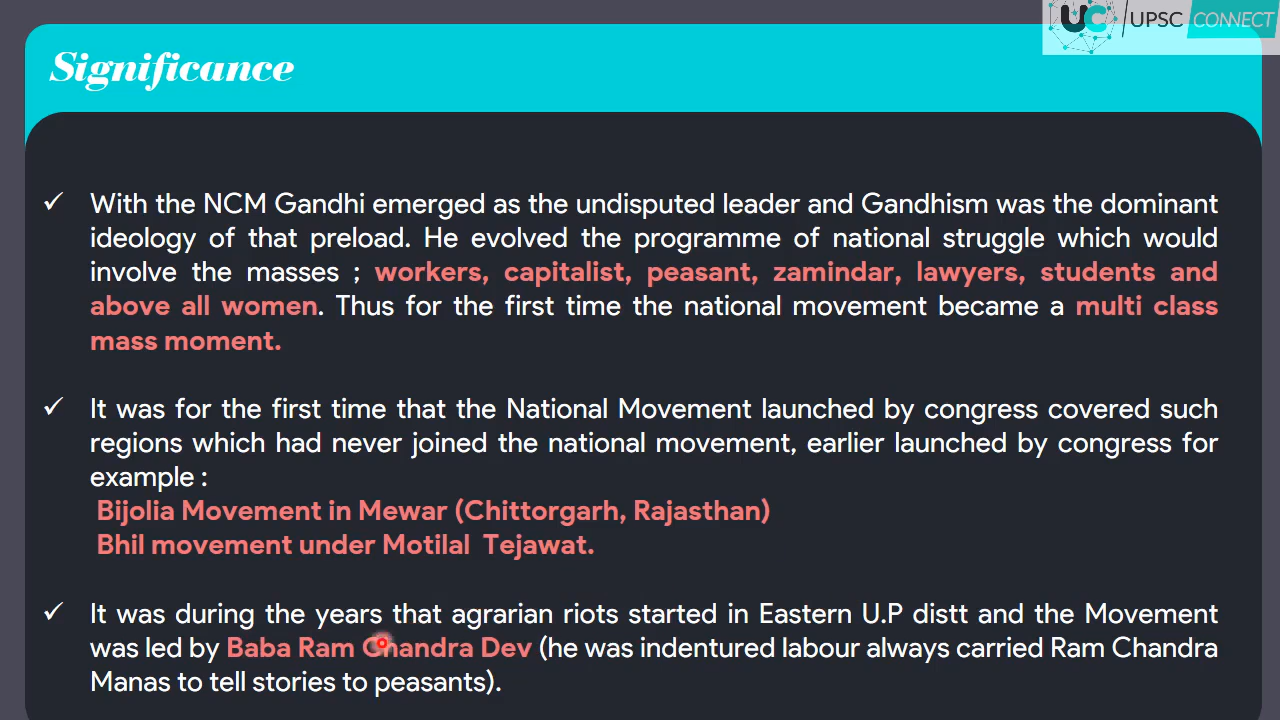 UC UPSC CONNECT
Significance
✓ With the NCM Gandhi emerged as the undisputed leader and Gandhism was the dominant
ideology of that preload. He evolved the programme of national struggle which would
involve the masses ; workers, capitalist, peasant, zamindar, lawyers, students and
above all women. Thus for the first time the national movement became a multi class
mass moment.
✓ It was for the first time that the National Movement launched by congress covered such
regions which had never joined the national movement, earlier launched by congress for
example :
Bijolia Movement in Mewar (Chittorgarh, Rajasthan)
Bhil movement under Motilal Tejawat.
✓ It was during the years that agrarian riots started in Eastern U.P distt and the Movement
was led by Baba Ram Chandra Dev (he was indentured labour always carried Ram Chandra
Manas to tell stories to peasants).